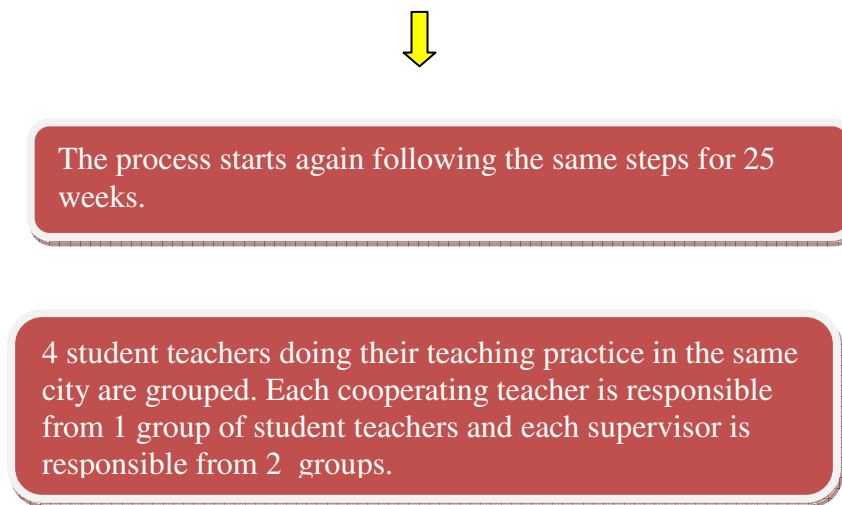 The process starts again following the same steps for 25
weeks.
4 student teachers doing their teaching practice in the same
city are grouped. Each cooperating teacher is responsible
from 1 group of student teachers and each supervisor is
responsible from 2 groups.